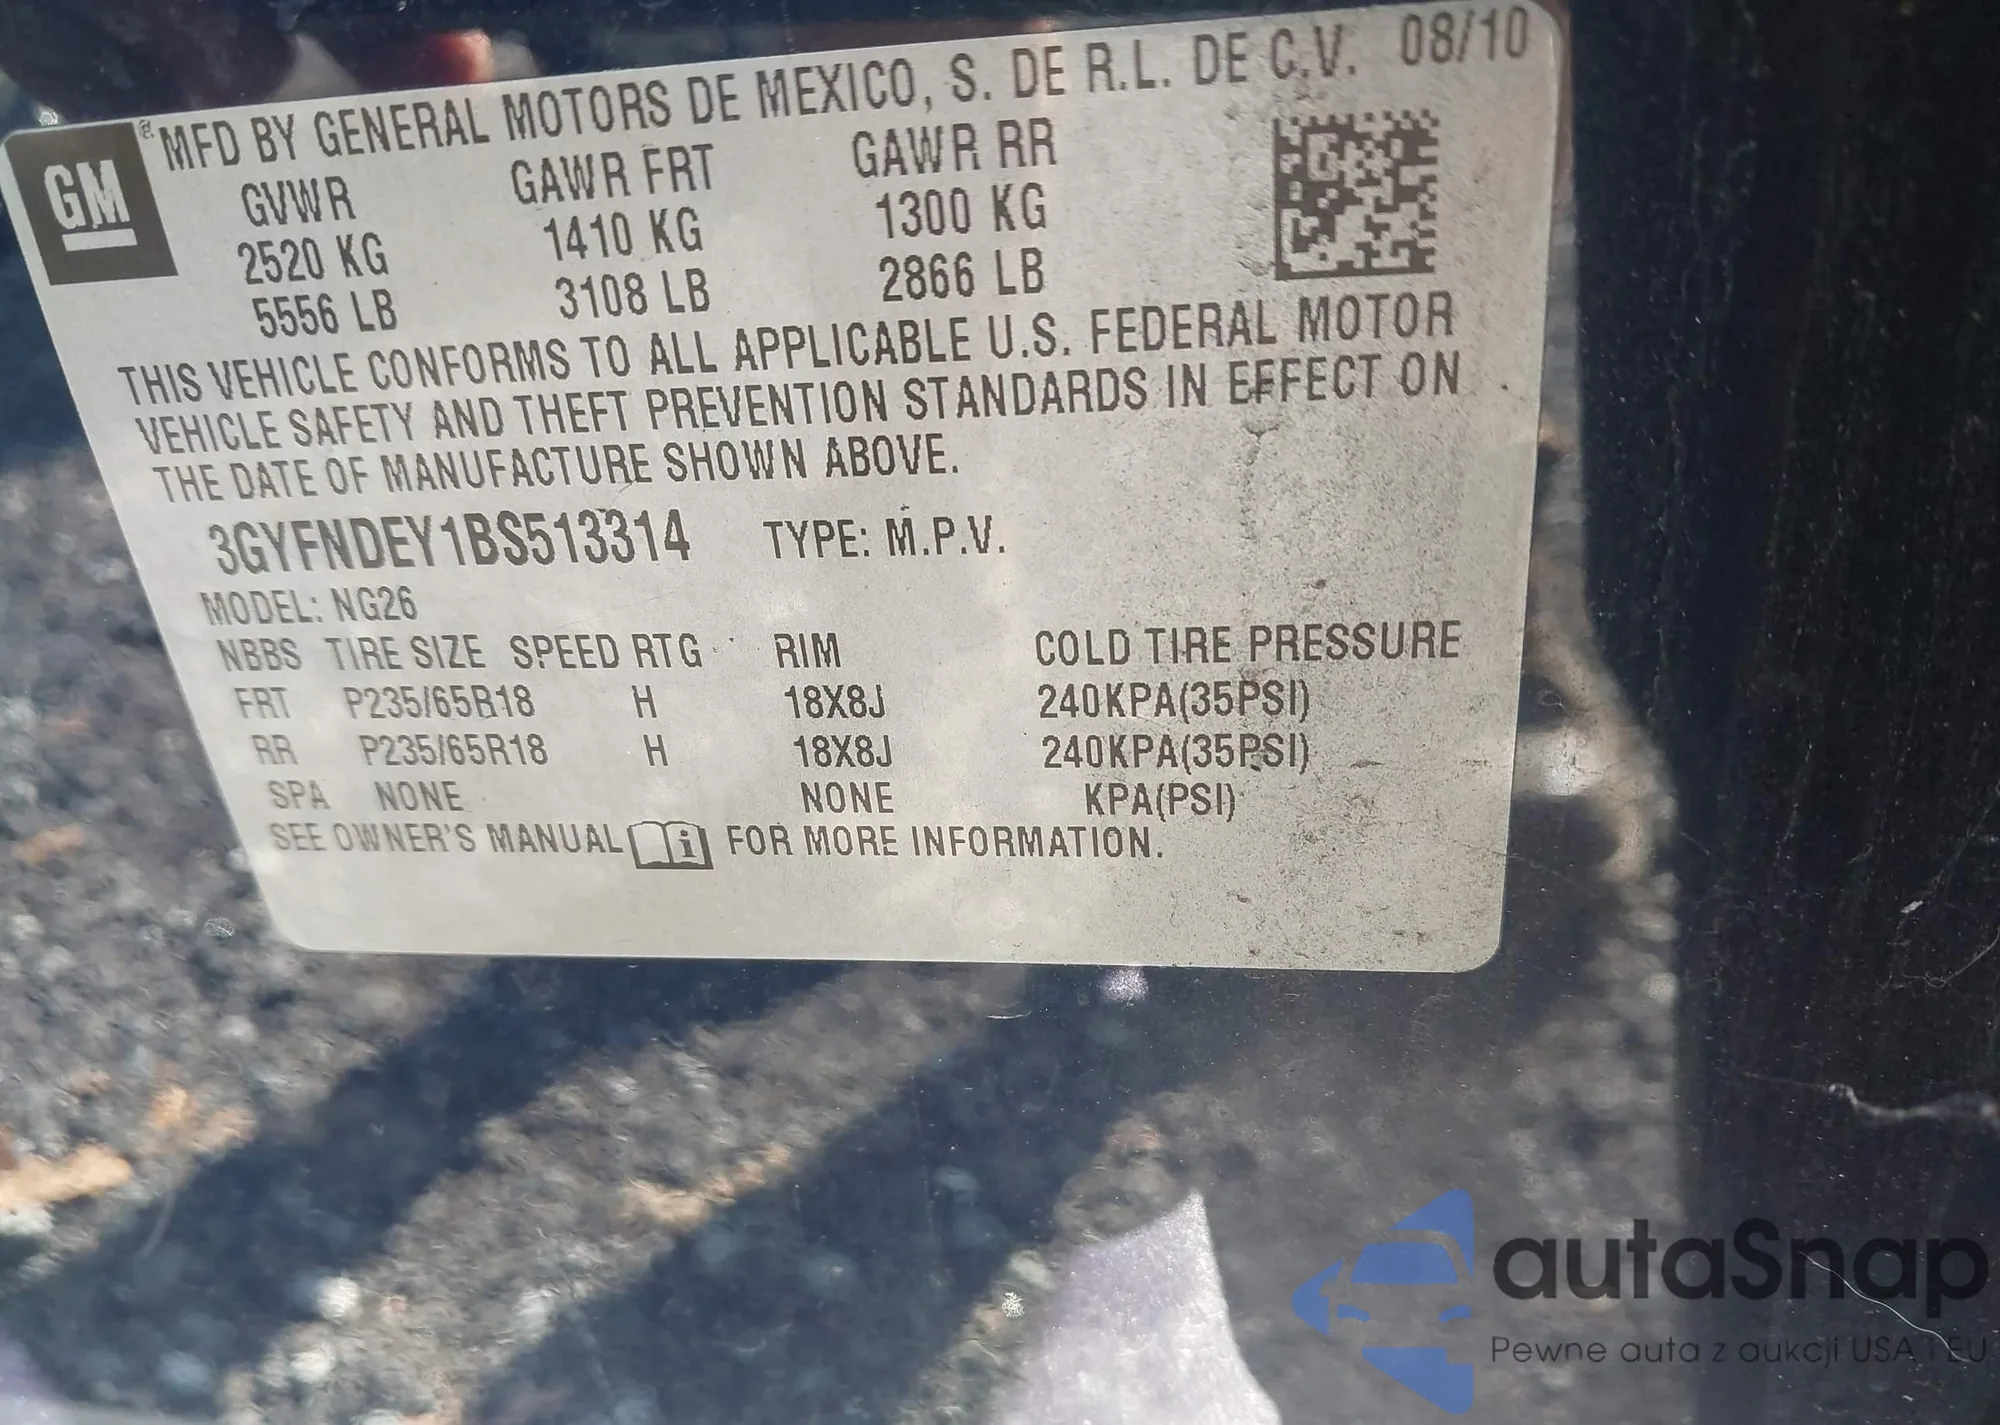 GM
MFD BY GENERAL MOTORS DE MEXICO, S. DE R.L. DE C.V. 08/10
GVWR GAWR FRT GAWR RR
2520 KG 1410 KG 1300 KG
5556 LB 3108 LB 2866 LB
THIS VEHICLE CONFORMS TO ALL APPLICABLE U.S. FEDERAL MOTOR
VEHICLE SAFETY AND THEFT PREVENTION STANDARDS IN EFFECT ON
THE DATE OF MANUFACTURE SHOWN ABOVE.
3GYFNDEY1BS513314 TYPE: M.P.V.
MODEL: NG26
NBBS TIRE SIZE SPEED RTG RIM COLD TIRE PRESSURE
FRT P235/65R18 H 18X8J 240KPA(35PSI)
RR P235/65R18 H 18X8J 240KPA(35PSI)
SPA NONE NONE KPA(PSI)
SEE OWNER'S MANUAL i FOR MORE INFORMATION.
autaSnap
Pewne auta z aukcji USA i EU